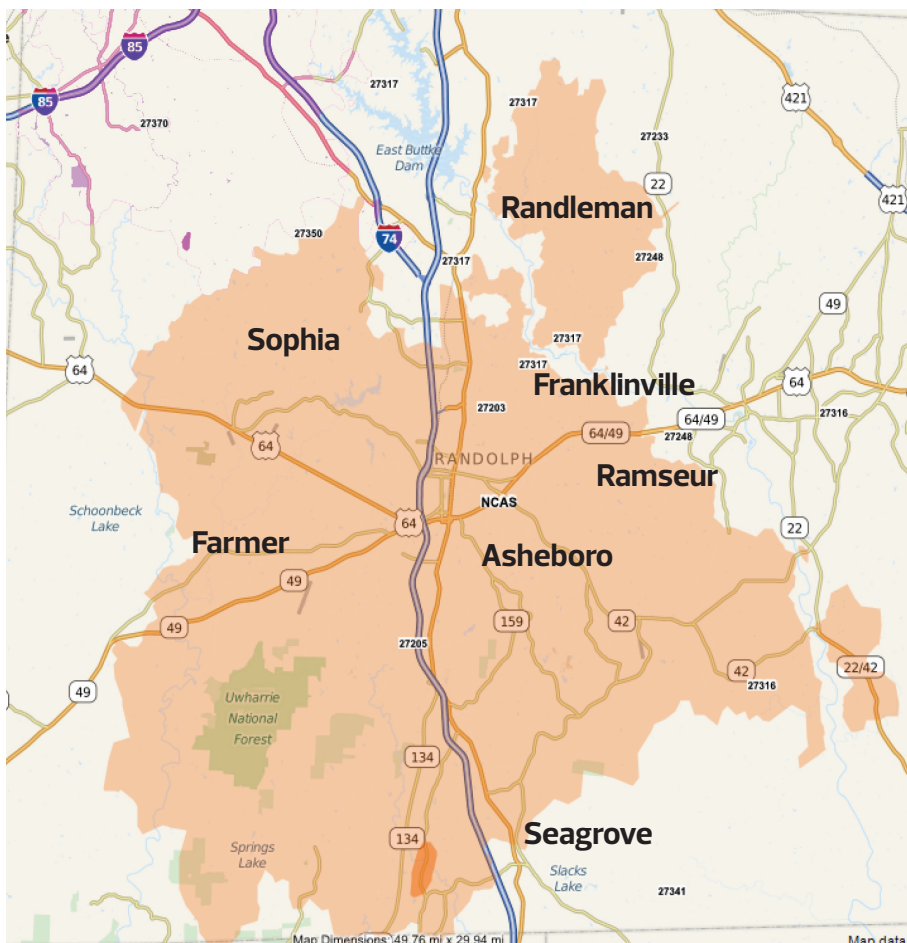 85
85
27317
27317
421
27370
27233
East Buttke
Dam
22
421
Randleman
27350
74
27317
27248
49
Sophia
27317
64
27317
Franklinville
64
27203
64/49
27316
64
64/49
27248
RANDOLPH
Ramseur
NCAS
Schoonbeck
Lake
64
22
Farmer
Asheboro
49
159
42
49
27205
22/42
42
49
27316
Uwharrie
National
Forest
134
134
Seagrove
Springs
Lake
Slacks
Lake
27341
Map Dimensions: 49.76 mi x 29.94 mi
Map data